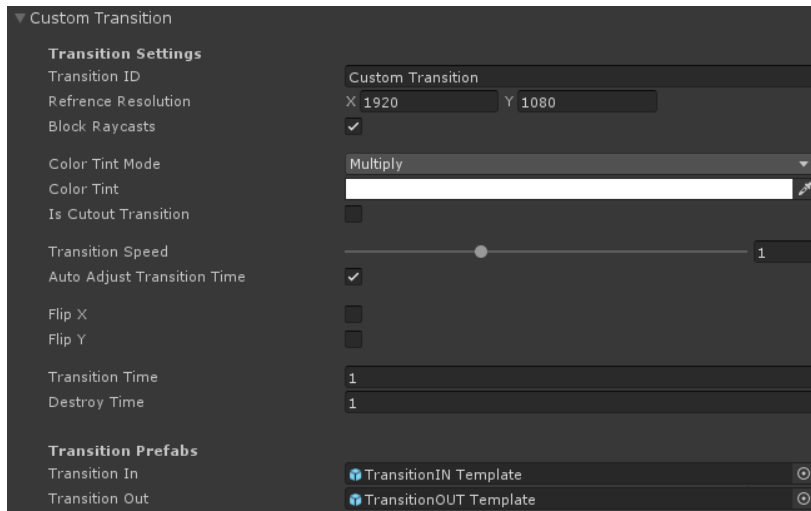 Custom Transition
Transition Settings
Transition ID Custom Transition
Refrence Resolution X 1920 Y 1080
Block Raycasts
Color Tint Mode Multiply
Color Tint
Is Cutout Transition
Transition Speed 1
Auto Adjust Transition Time
Flip X
Flip Y
Transition Time 1
Destroy Time 1
Transition Prefabs
Transition In TransitionIN Template
Transition Out TransitionOUT Template